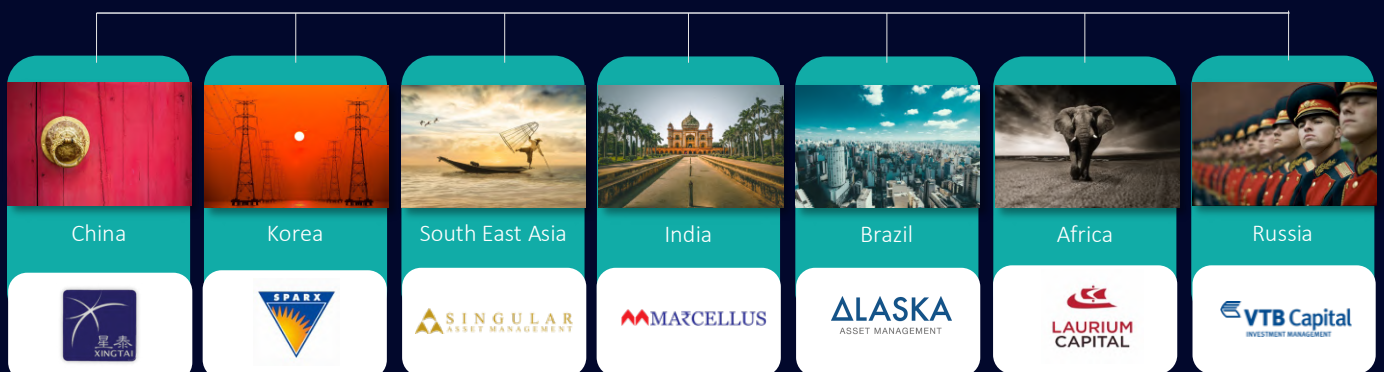 China
Korea
South East Asia
India
Brazil
Africa
Russia
星泰
XINGTAI
SPARX
SINGULAR
ASSET MANAGEMENT
MARCELLUS
ALASKA
ASSET MANAGEMENT
LAURIUM
CAPITAL
VTB Capital
INVESTMENT MANAGEMENT